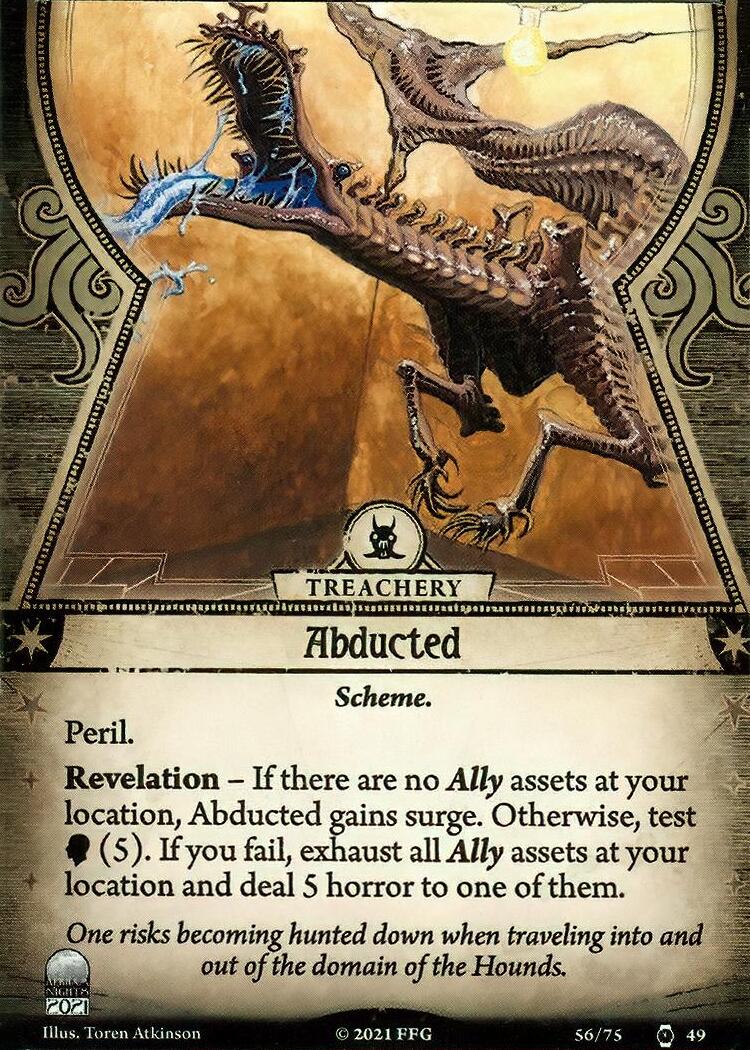 TREACHERY
Abducted
Scheme.
Peril.
Revelation – If there are no Ally assets at your
location, Abducted gains surge. Otherwise, test
(5). If you fail, exhaust all Ally assets at your
location and deal 5 horror to one of them.
One risks becoming hunted down when traveling into and
out of the domain of the Hounds.
ARKHAM
NIGHTS
2021
Illus. Toren Atkinson
© 2021 FFG
56/75
49